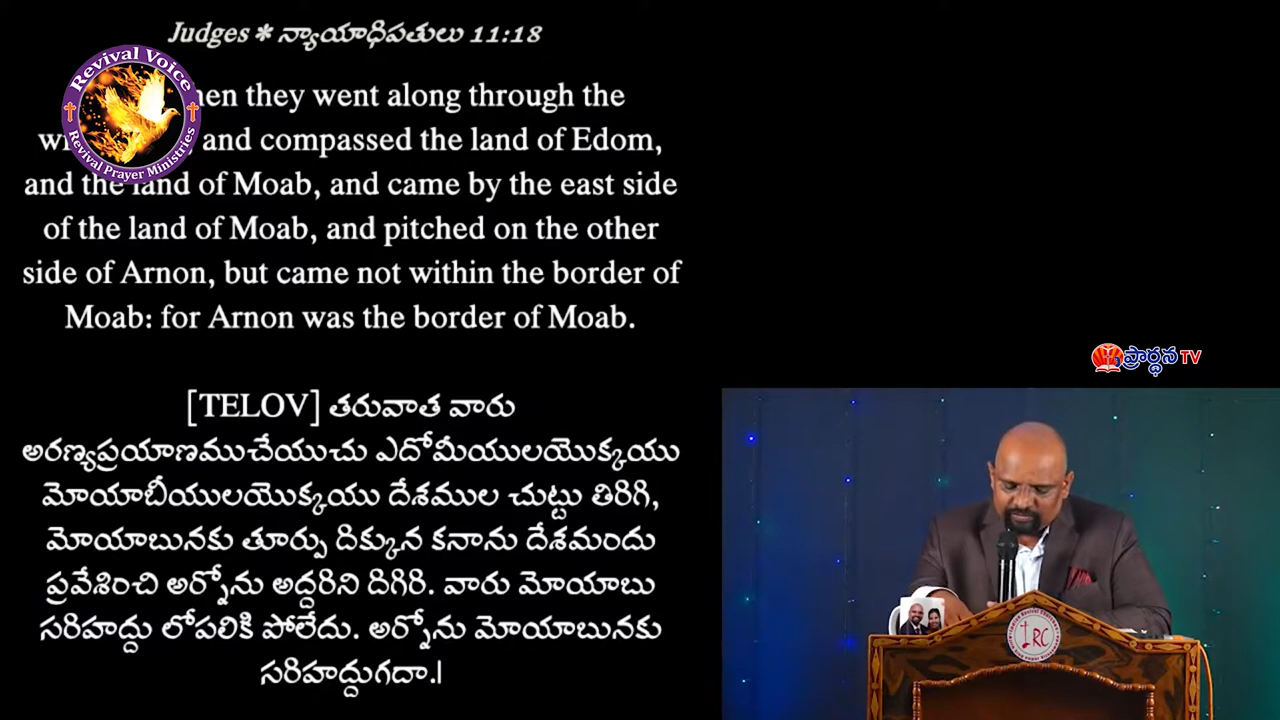 Judges * న్యాయాధిపతులు 11:18
Revival Voice
Revival Prayer Ministries
they went along through the
and compassed the land of Edom,
and the land of Moab, and came by the east side
of the land of Moab, and pitched on the other
side of Arnon, but came not within the border of
Moab: for Arnon was the border of Moab.
[TELOV] తరువాత వారు
అరణ్యప్రయాణముచేయుచు ఎదోమీయులయొక్కయు
మోయాబీయులయొక్కయు దేశముల చుట్టు తిరిగి,
మోయాబునకు తూర్పు దిక్కున కనాను దేశమందు
ప్రవేశించి అర్నోను అద్దరిని దిగిరి. వారు మోయాబు
సరిహద్దు లోపలికి పోలేదు. అర్నోను మోయాబునకు
సరిహద్దుగదా.|
ప్రార్థన TV
RC